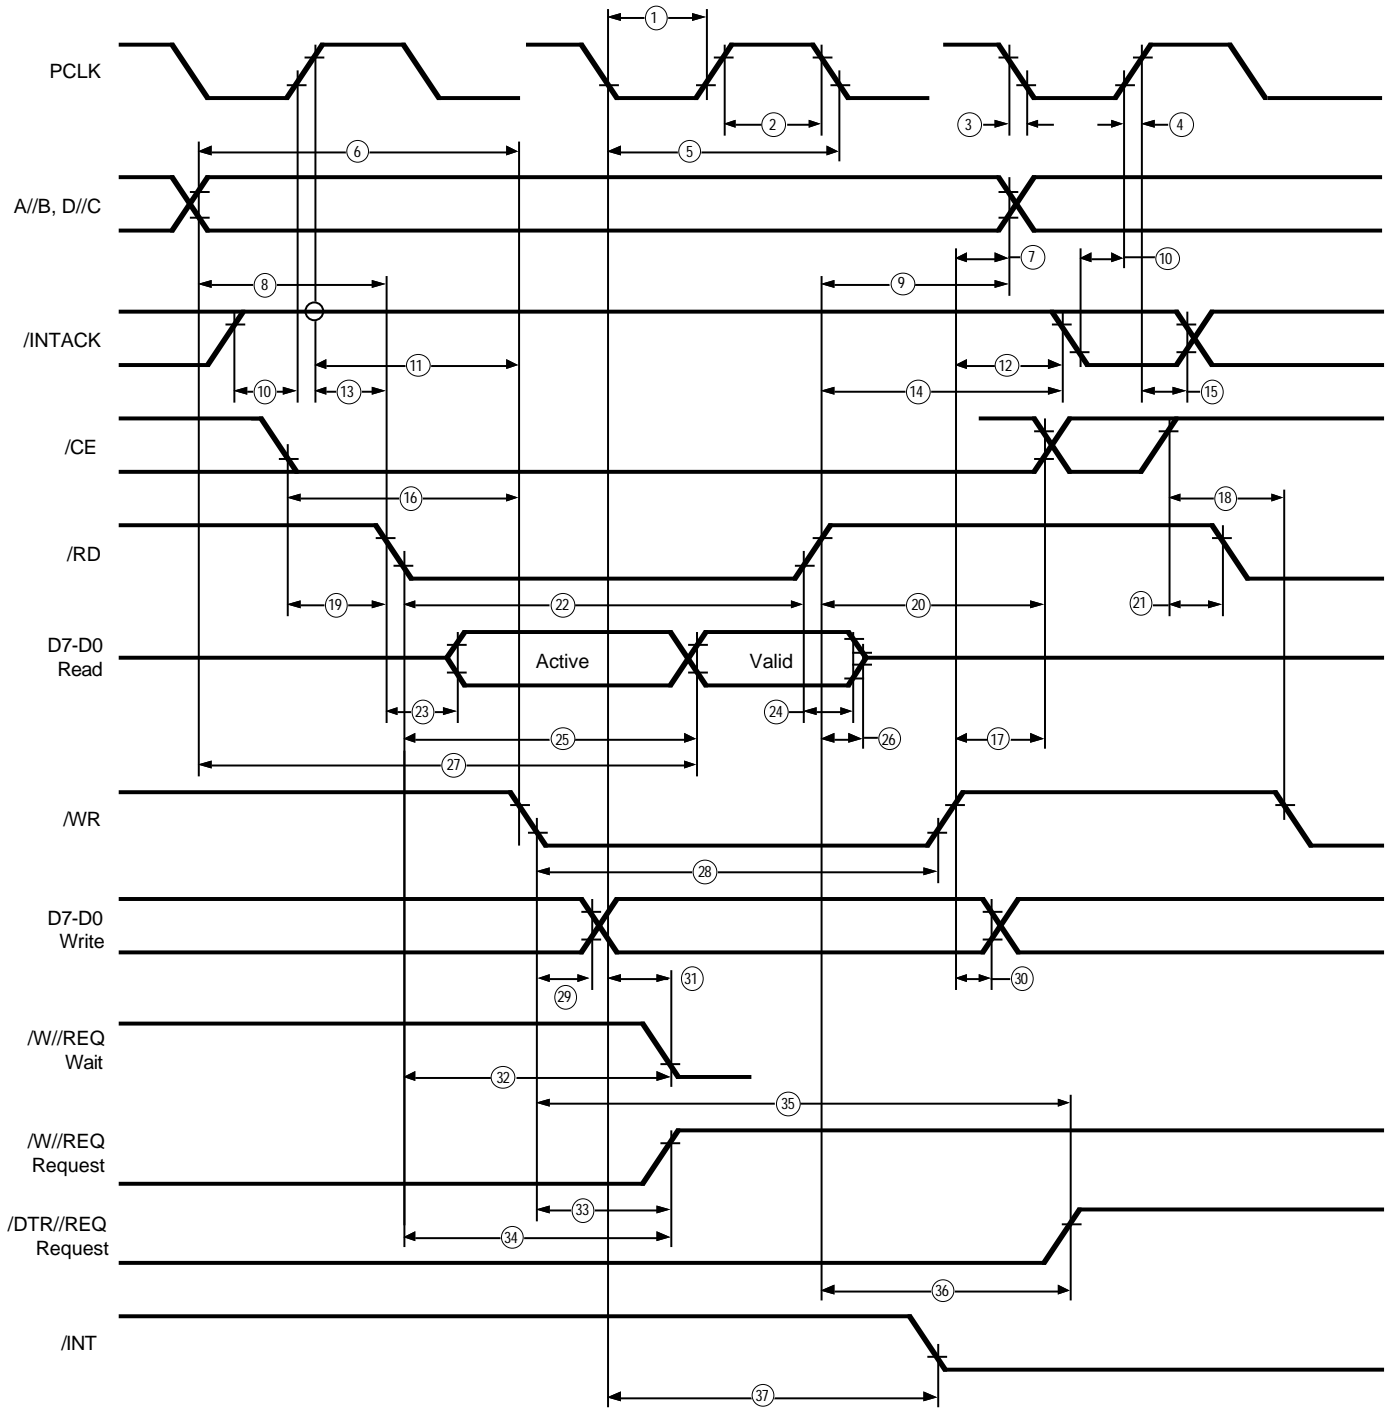 1
PCLK
2
3
4
6
5
A//B, D//C
7
10
8
9
/INTACK
11
12
10
13
14
15
/CE
16
18
/RD
19
22
20
21
D7-D0
Read
Active
Valid
23
24
25
26
17
27
/WR
28
D7-D0
Write
29
31
30
/W//REQ
Wait
32
35
/W//REQ
Request
33
34
/DTR//REQ
Request
36
/INT
37